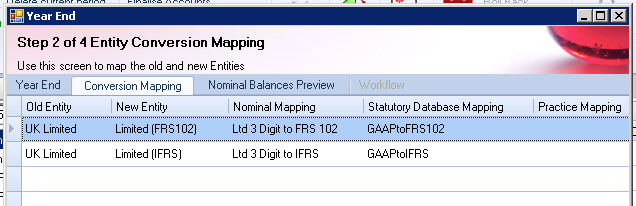 Delete current period Finalise Accounts Roll Back
Year End
Step 2 of 4 Entity Conversion Mapping
Use this screen to map the old and new Entities
Year End Conversion Mapping Nominal Balances Preview Workflow
Old Entity New Entity Nominal Mapping Statutory Database Mapping Practice Mapping
UK Limited Limited (FRS102) Ltd 3 Digit to FRS 102 GAAPtoFRS102
UK Limited Limited (IFRS) Ltd 3 Digit to IFRS GAAPtoIFRS